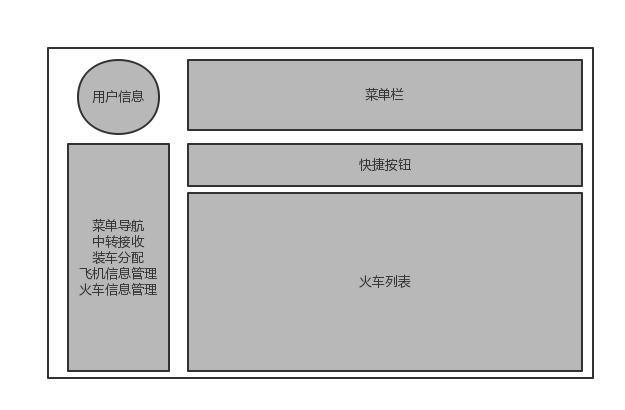 用户信息
菜单栏
快捷按钮
菜单导航
中转接收
装车分配
飞机信息管理
火车信息管理
火车列表